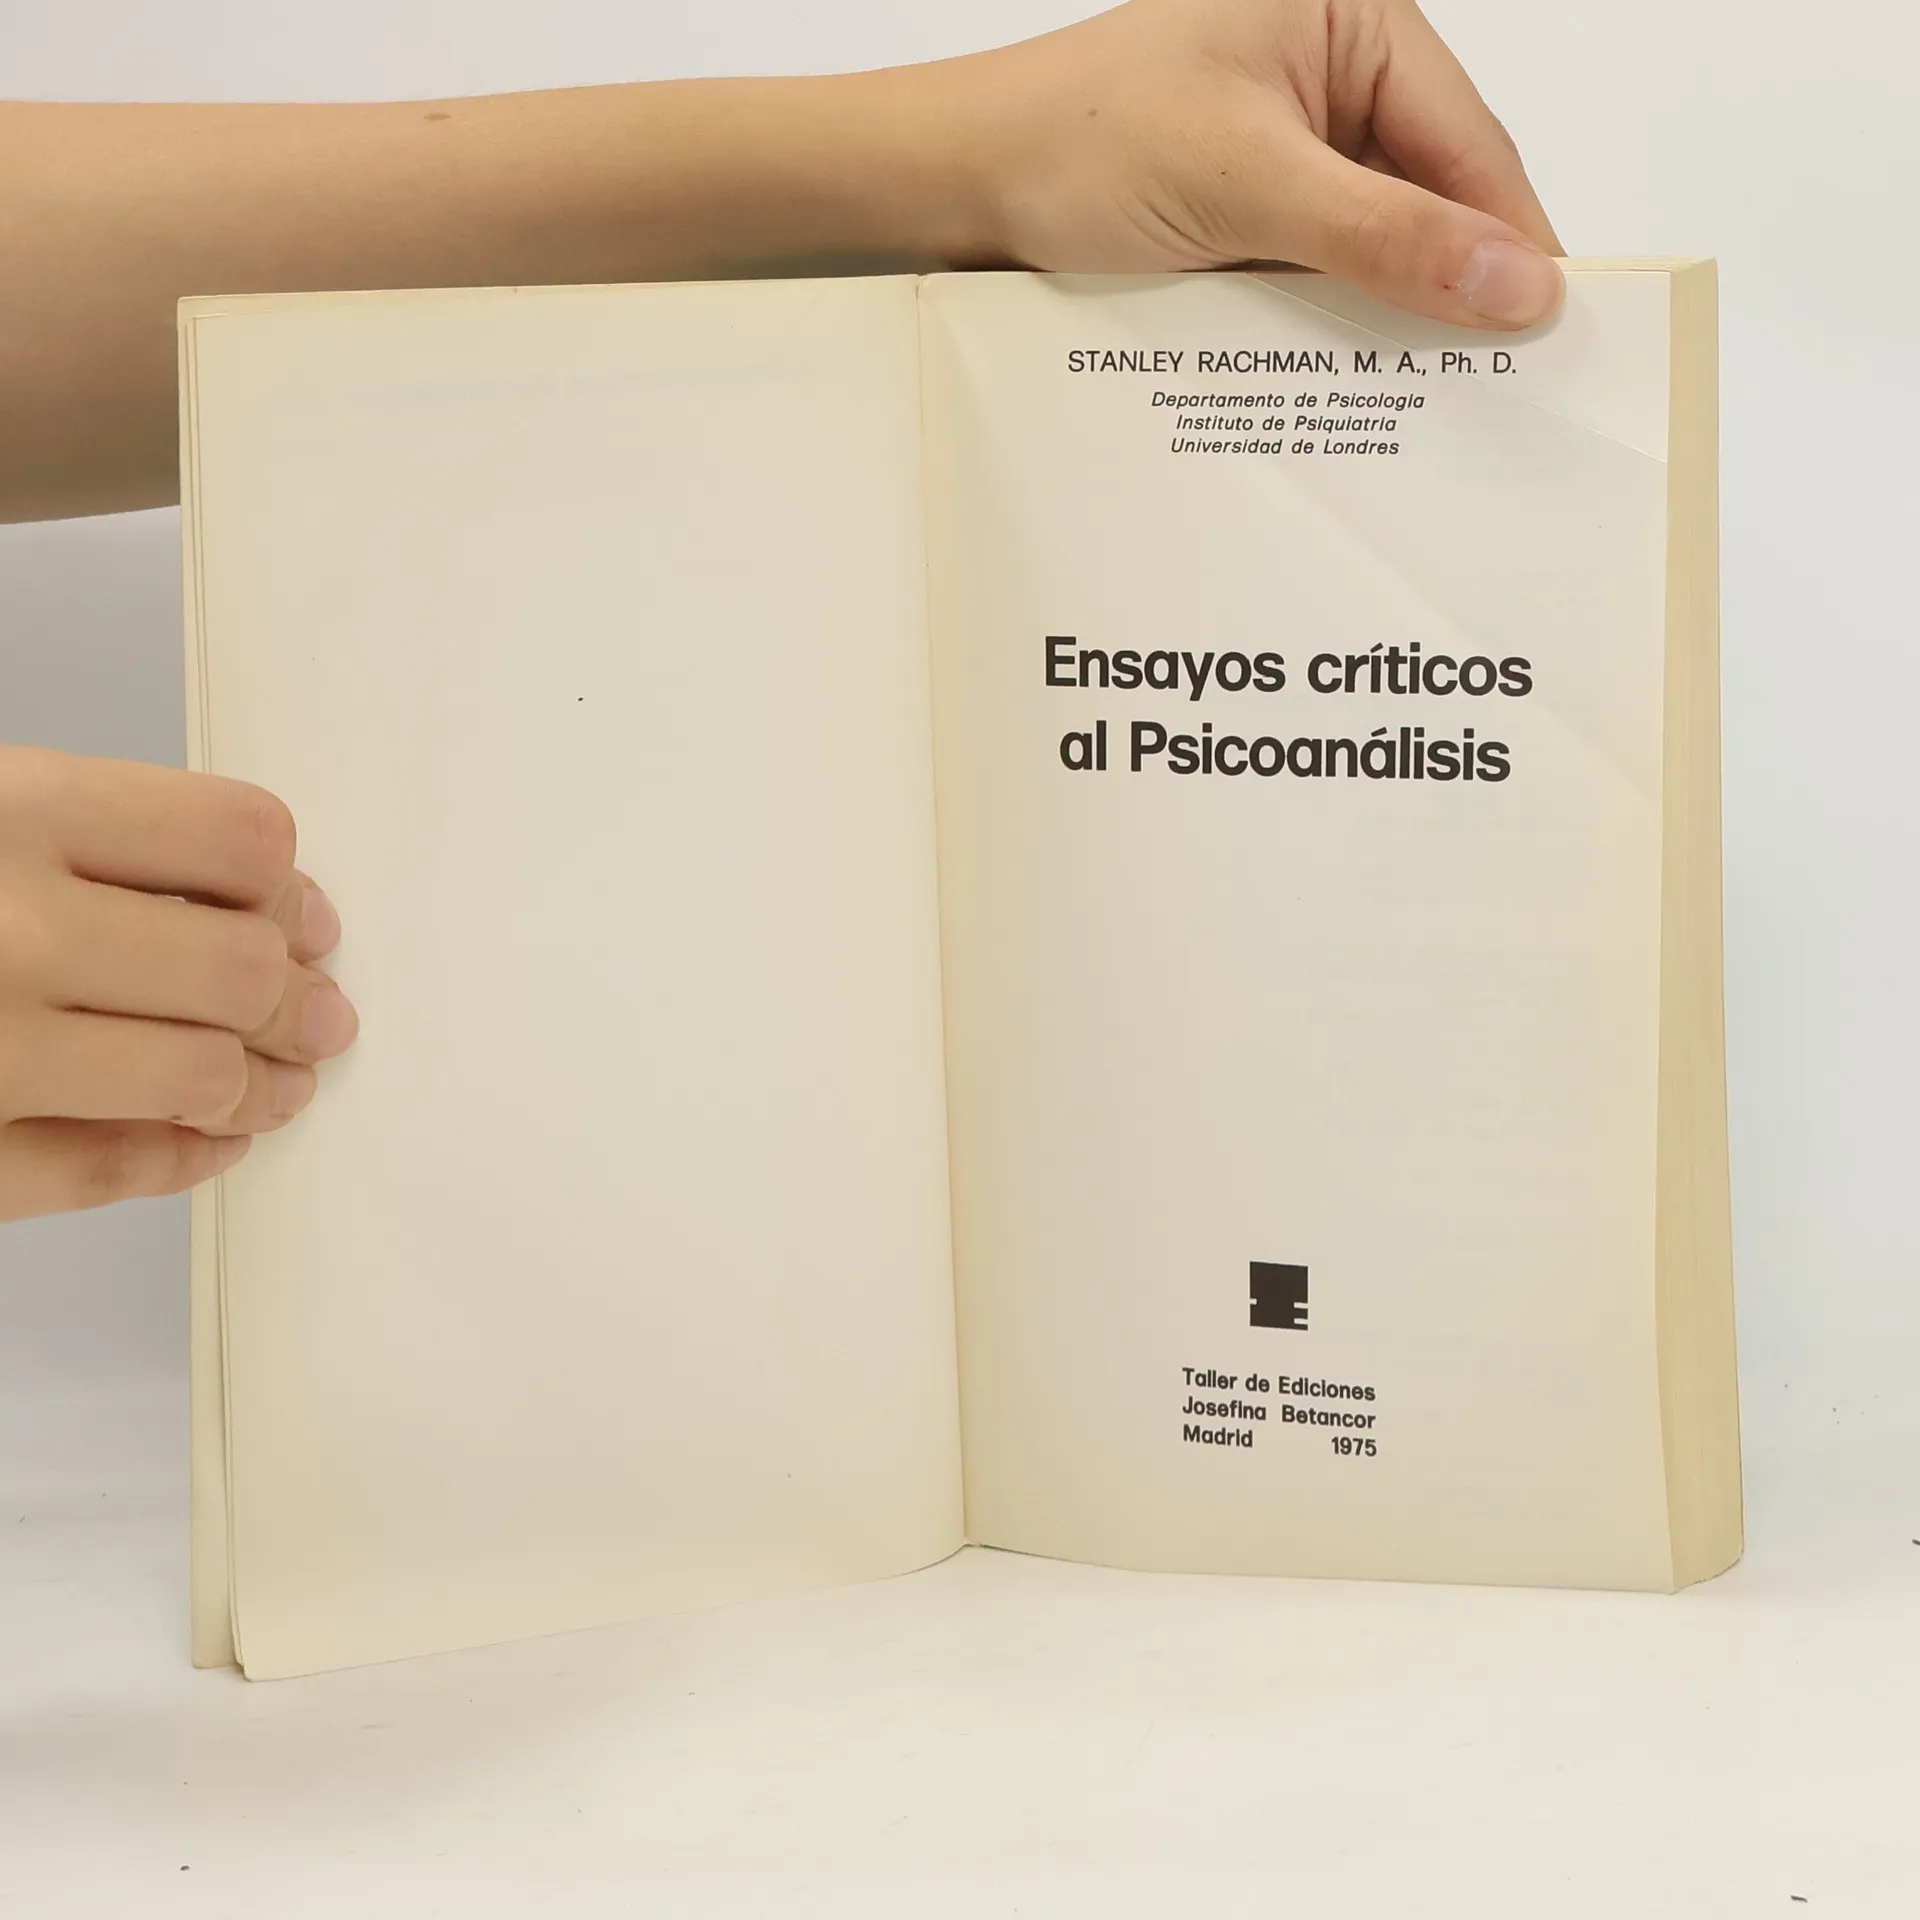 STANLEY RACHMAN, M. A., Ph. D.
Departamento de Psicología
Instituto de Psiquiatria
Universidad de Londres
Ensayos críticos
al Psicoanálisis
Taller de Ediciones
Josefina Betancor
Madrid 1975